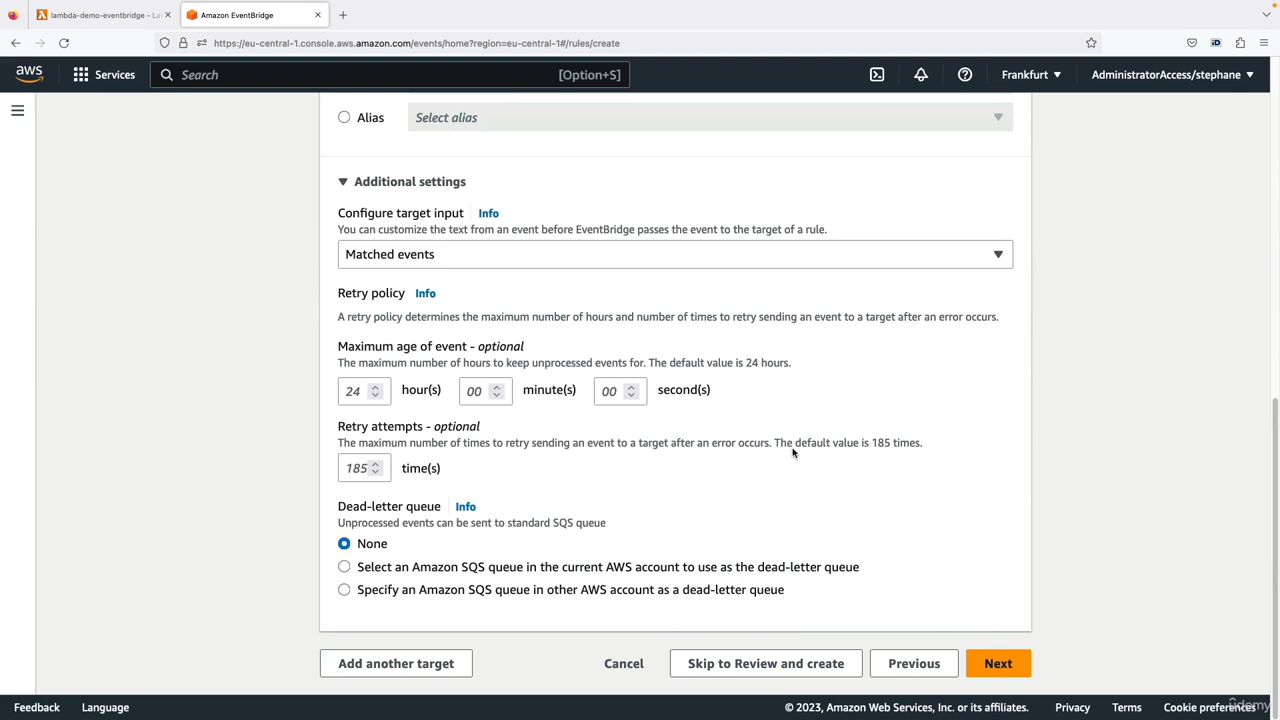 lambda-demo-eventbridge - La
Amazon EventBridge
https://eu-central-1.console.aws.amazon.com/events/home?region=eu-central-1#/rules/create
aws
Services
Search
[Option+S]
Frankfurt
AdministratorAccess/stephane
Alias
Select alias
Additional settings
Configure target input Info
You can customize the text from an event before EventBridge passes the event to the target of a rule.
Matched events
Retry policy Info
A retry policy determines the maximum number of hours and number of times to retry sending an event to a target after an error occurs.
Maximum age of event - optional
The maximum number of hours to keep unprocessed events for. The default value is 24 hours.
24 hour(s) 00 minute(s) 00 second(s)
Retry attempts - optional
The maximum number of times to retry sending an event to a target after an error occurs. The default value is 185 times.
185 time(s)
Dead-letter queue Info
Unprocessed events can be sent to standard SQS queue
None
Select an Amazon SQS queue in the current AWS account to use as the dead-letter queue
Specify an Amazon SQS queue in other AWS account as a dead-letter queue
Add another target
Cancel
Skip to Review and create
Previous
Next
Feedback
Language
© 2023, Amazon Web Services, Inc. or its affiliates.
Privacy
Terms
Cookie preferences
Udemy